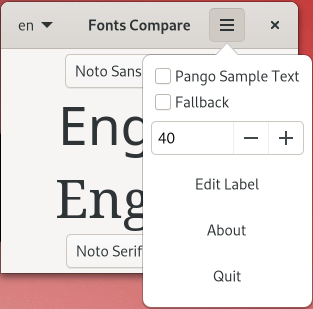 en Fonts Compare
Noto Sans
Pango Sample Text
Fallback
Eng
40
Edit Label
Eng
About
Noto Serif
Quit